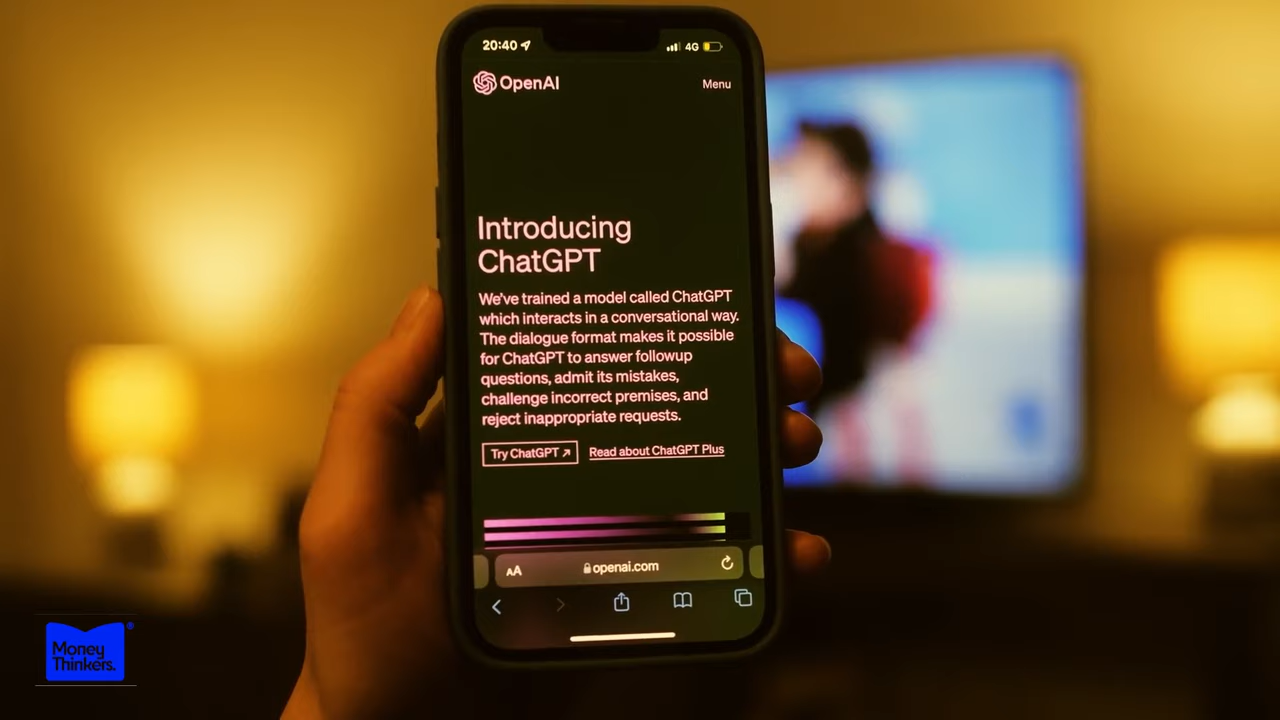 20:40
4G
OpenAI
Menu
Introducing
ChatGPT
We've trained a model called ChatGPT
which interacts in a conversational way.
The dialogue format makes it possible
for ChatGPT to answer followup
questions, admit its mistakes,
challenge incorrect premises, and
reject inappropriate requests.
Try ChatGPT ↗
Read about ChatGPT Plus
AA
openai.com
Money
Thinkers.
®